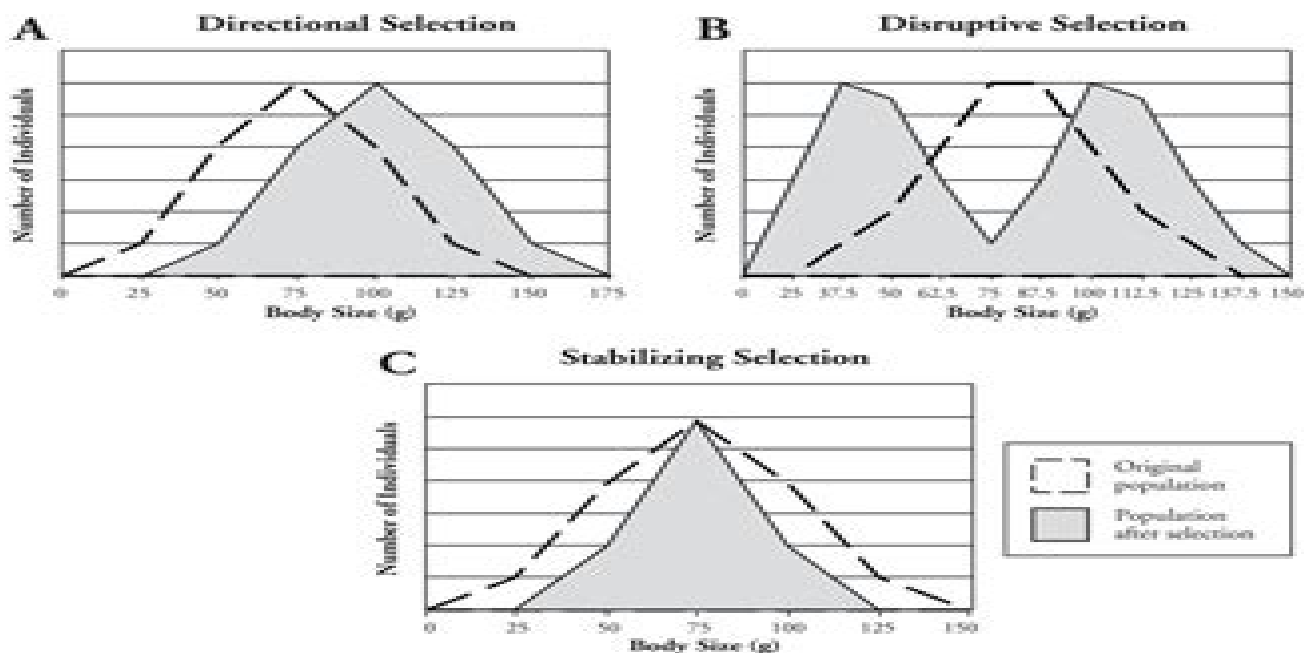 A
Directional Selection
Number of Individuals
0 25 50 75 100 125 150 175
Body Size (g)
B
Disruptive Selection
Number of Individuals
0 25 37.5 50 62.5 75 87.5 100 112.5 125 137.5 150
Body Size (g)
C
Stabilizing Selection
Number of Individuals
0 25 50 75 100 125 150
Body Size (g)
Original
population
Population
after selection